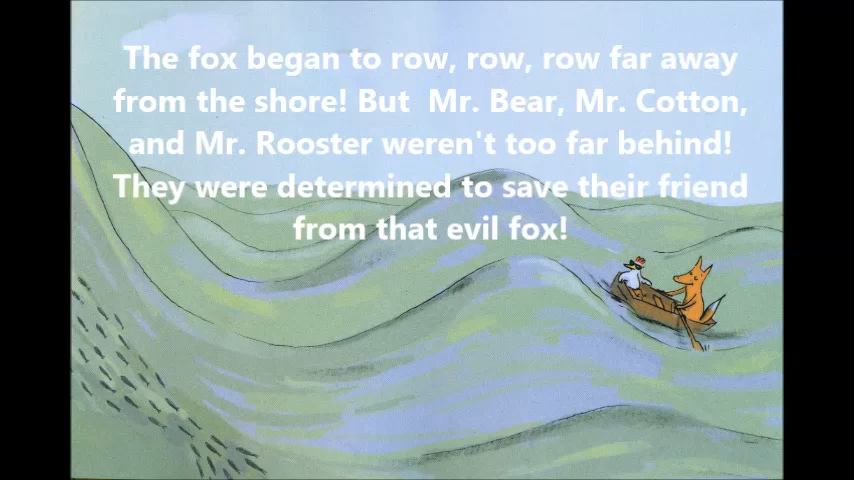 The fox began to row, row, row far away
from the shore! But  Mr. Bear, Mr. Cotton,
and Mr. Rooster weren't too far behind!
They were determined to save their friend
from that evil fox!